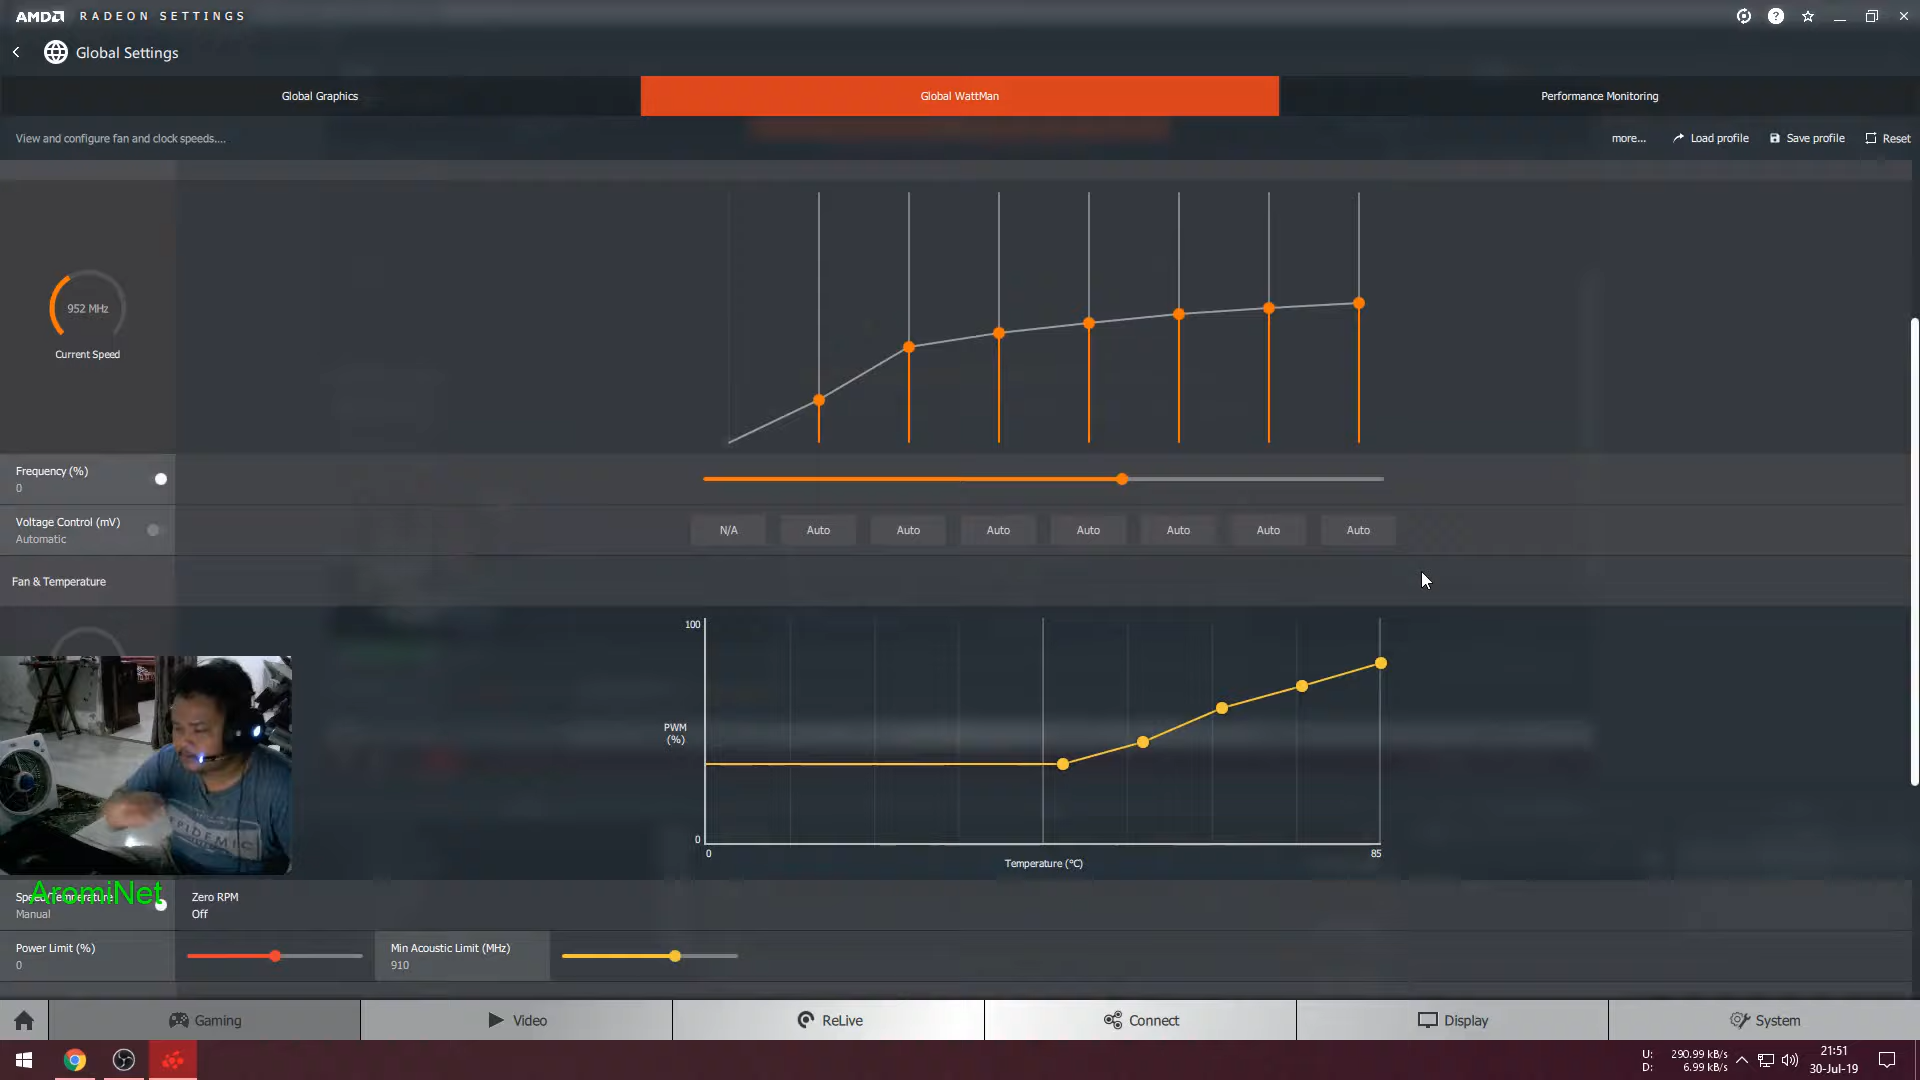 AMD RADEON SETTINGS
Global Settings
Global Graphics
Global WattMan
Performance Monitoring
View and configure fan and clock speeds....
more...
Load profile
Save profile
Reset
952 MHz
Current Speed
Frequency (%)
0
Voltage Control (mV)
Automatic
N/A
Auto
Auto
Auto
Auto
Auto
Auto
Auto
Fan & Temperature
100
PWM
(%)
0
0
85
Temperature (°C)
AromiNet
Speed/Temperature
Manual
Zero RPM
Off
Power Limit (%)
0
Min Acoustic Limit (MHz)
910
Gaming
Video
ReLive
Connect
Display
System
U: 290.99 kB/s
D: 6.99 kB/s
21:51
30-Jul-19